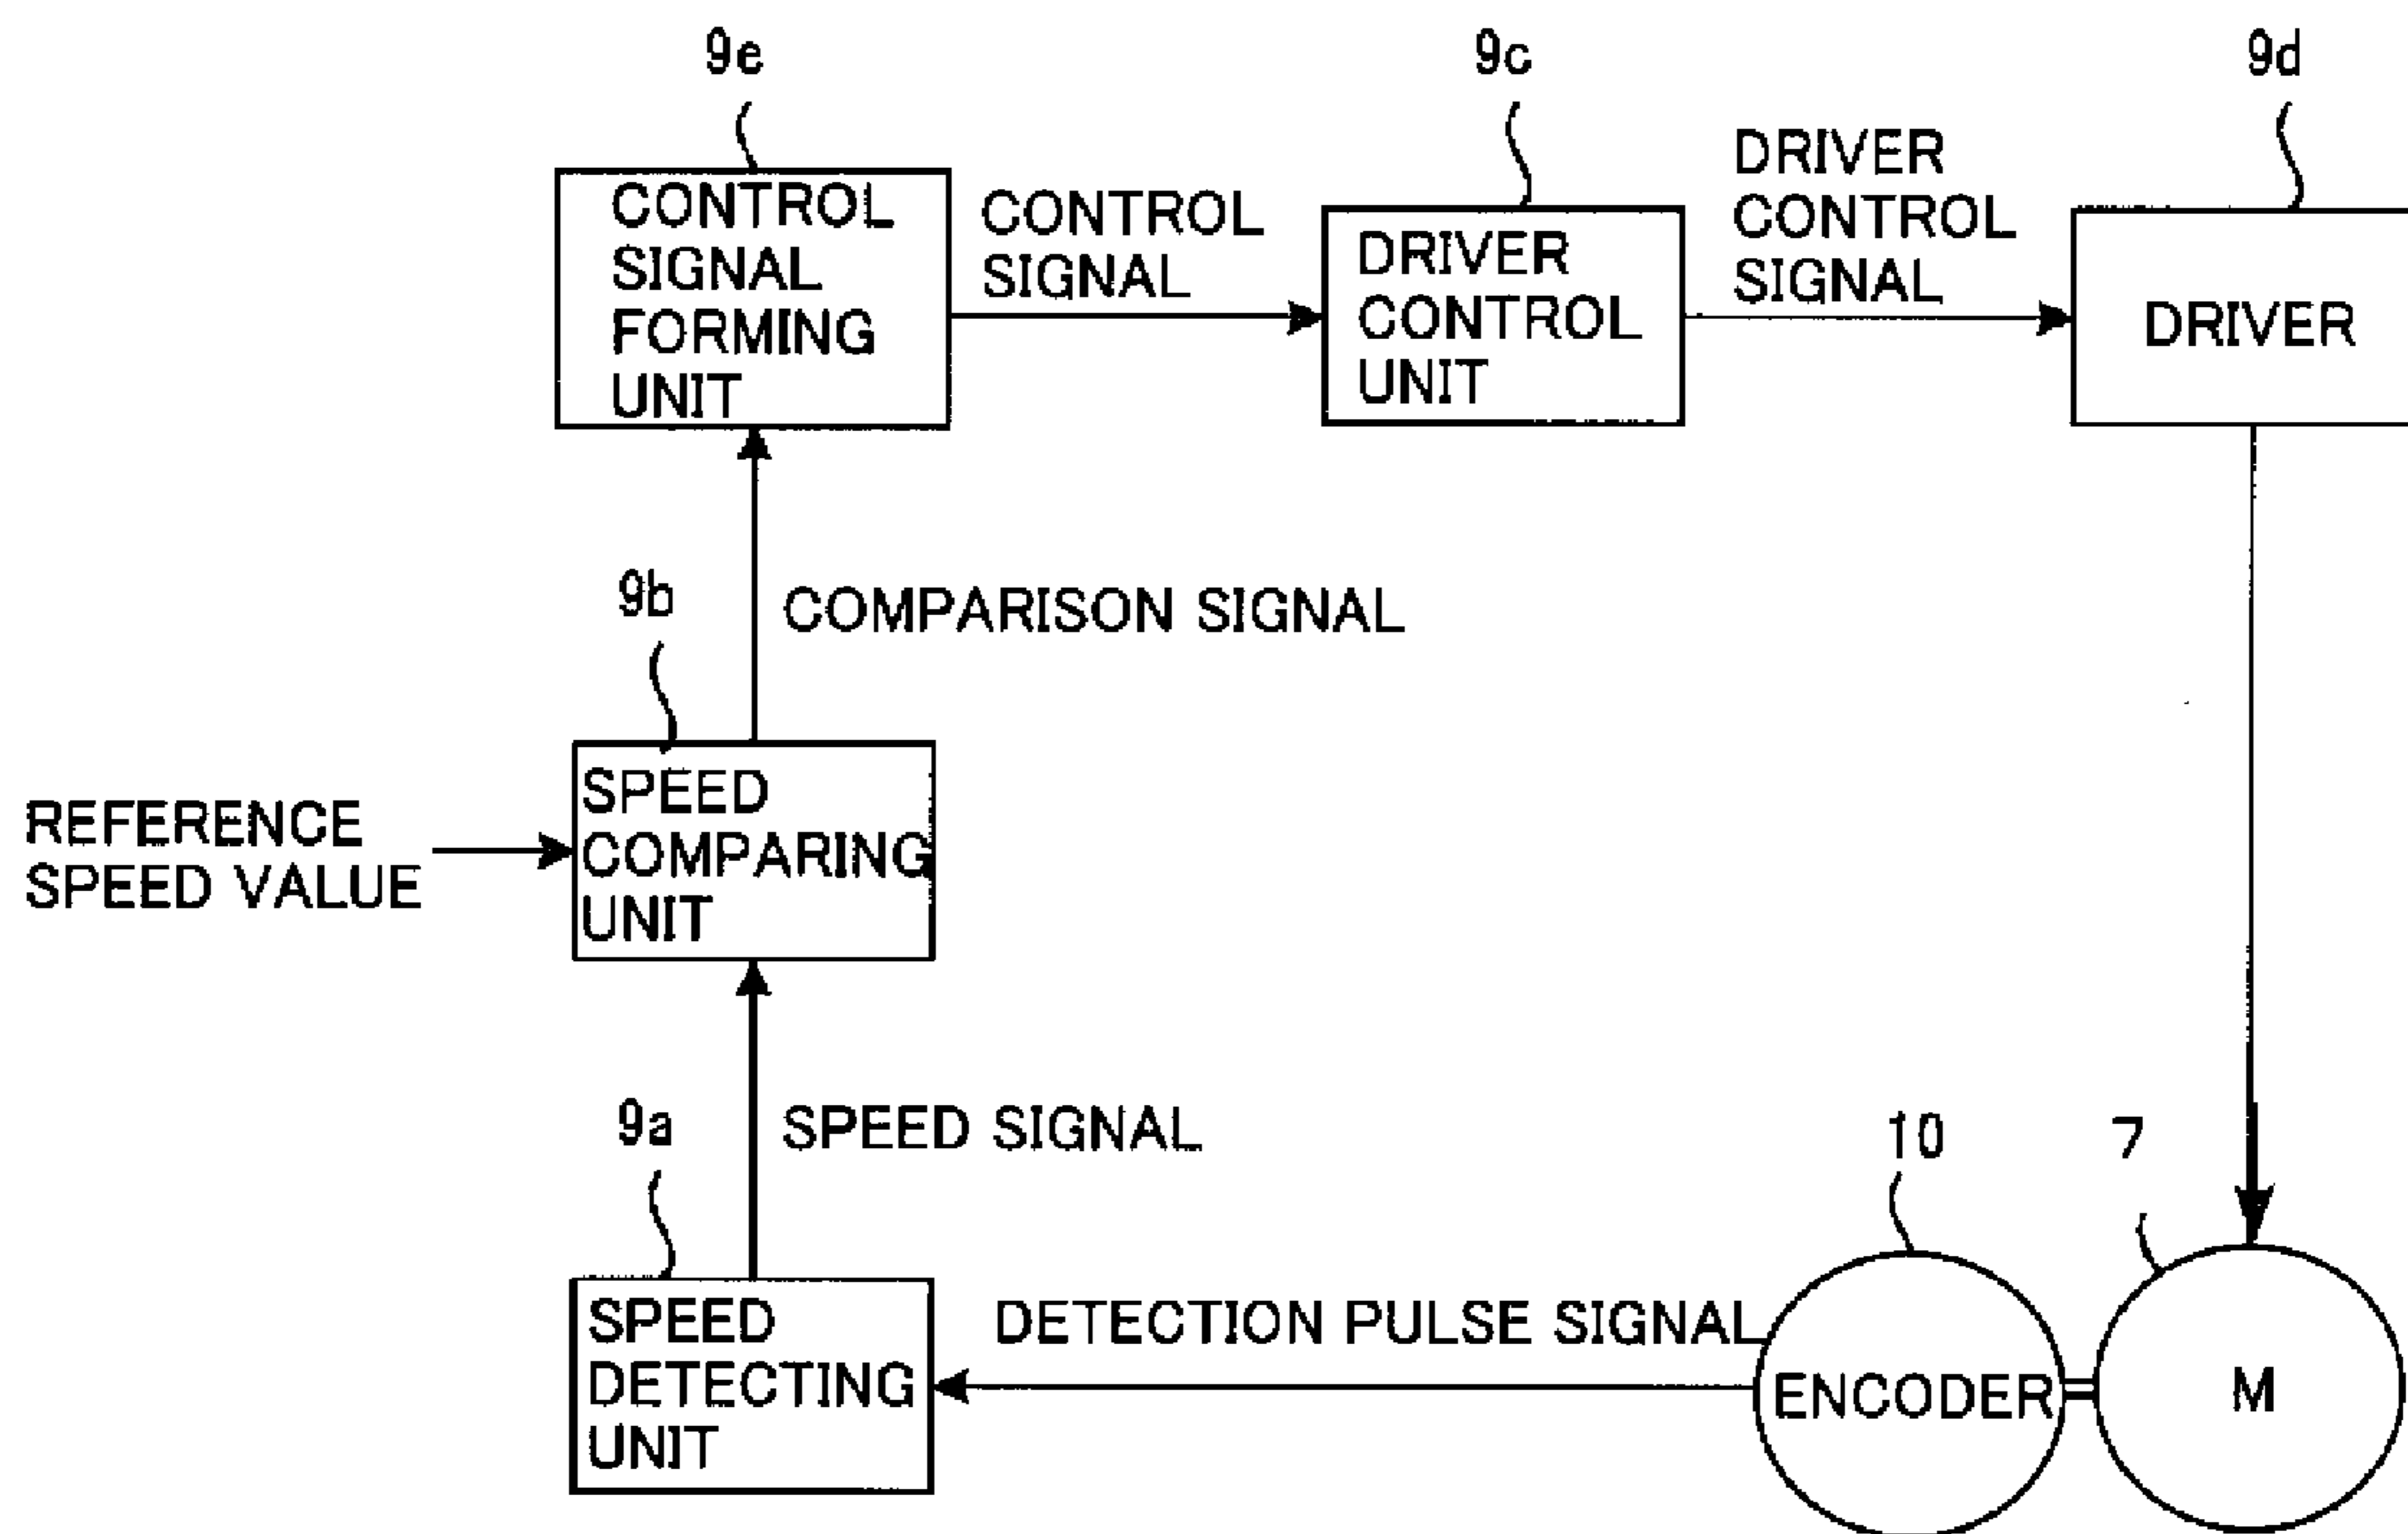 9e
9c
9d
CONTROL
SIGNAL
FORMING
UNIT
CONTROL
SIGNAL
DRIVER
CONTROL
UNIT
DRIVER
CONTROL
SIGNAL
DRIVER
9b
COMPARISON SIGNAL
REFERENCE
SPEED VALUE
SPEED
COMPARING
UNIT
9a
SPEED SIGNAL
10
7
SPEED
DETECTING
UNIT
DETECTION PULSE SIGNAL
ENCODER
M